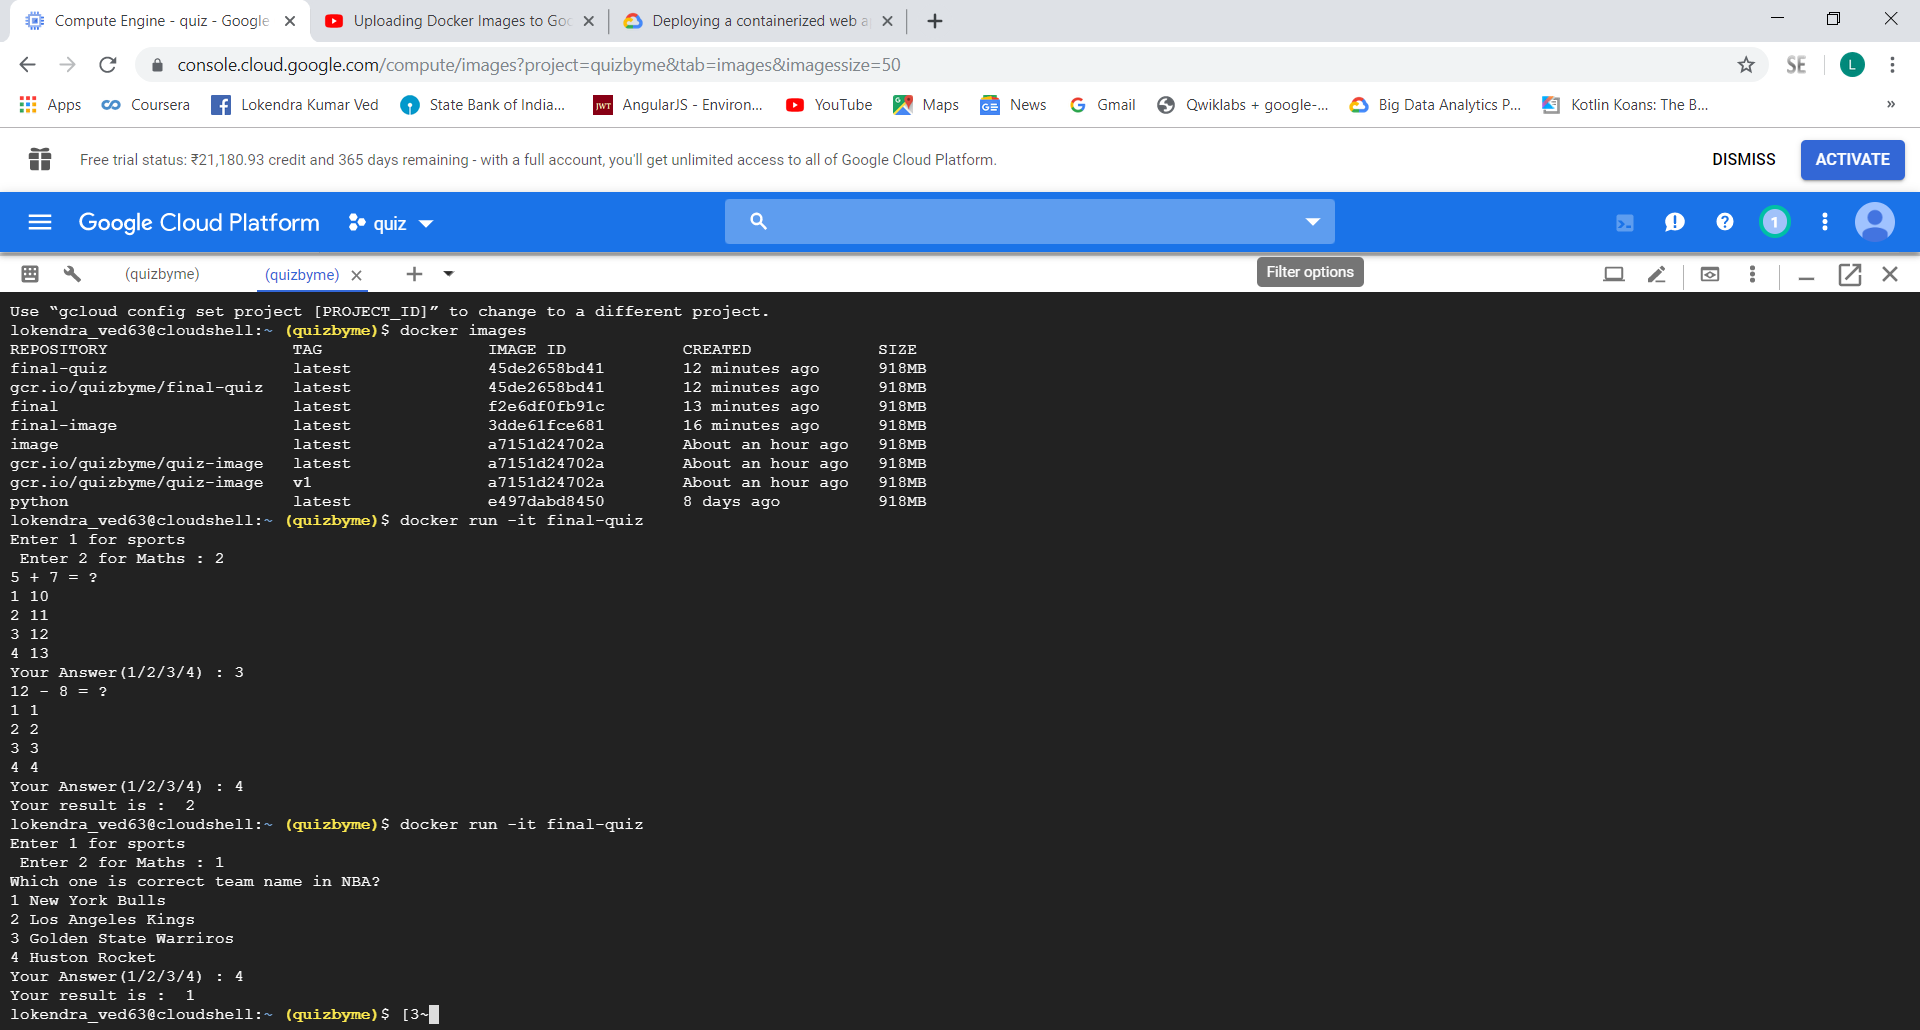 Compute Engine - quiz - Google
Uploading Docker Images to Goo
Deploying a containerized web a
console.cloud.google.com/compute/images?project=quizbyme&tab=images&imagessize=50
SE
L
Apps
Coursera
Lokendra Kumar Ved
State Bank of India...
JWT
AngularJS - Environ...
YouTube
Maps
GE
News
Gmail
Qwiklabs + google-...
Big Data Analytics P...
Kotlin Koans: The B...
»
Free trial status: ₹21,180.93 credit and 365 days remaining - with a full account, you'll get unlimited access to all of Google Cloud Platform.
DISMISS
ACTIVATE
Google Cloud Platform
quiz
1
(quizbyme)
(quizbyme)
Filter options
Use “gcloud config set project [PROJECT_ID]” to change to a different project.
lokendra_ved63@cloudshell:~ (quizbyme)$ docker images
REPOSITORY TAG IMAGE ID CREATED SIZE
final-quiz latest 45de2658bd41 12 minutes ago 918MB
gcr.io/quizbyme/final-quiz latest 45de2658bd41 12 minutes ago 918MB
final latest f2e6df0fb91c 13 minutes ago 918MB
final-image latest 3dde61fce681 16 minutes ago 918MB
image latest a7151d24702a About an hour ago 918MB
gcr.io/quizbyme/quiz-image latest a7151d24702a About an hour ago 918MB
gcr.io/quizbyme/quiz-image v1 a7151d24702a About an hour ago 918MB
python latest e497dabd8450 8 days ago 918MB
lokendra_ved63@cloudshell:~ (quizbyme)$ docker run -it final-quiz
Enter 1 for sports
Enter 2 for Maths : 2
5 + 7 = ?
1 10
2 11
3 12
4 13
Your Answer(1/2/3/4) : 3
12 - 8 = ?
1 1
2 2
3 3
4 4
Your Answer(1/2/3/4) : 4
Your result is :  2
lokendra_ved63@cloudshell:~ (quizbyme)$ docker run -it final-quiz
Enter 1 for sports
Enter 2 for Maths : 1
Which one is correct team name in NBA?
1 New York Bulls
2 Los Angeles Kings
3 Golden State Warriros
4 Huston Rocket
Your Answer(1/2/3/4) : 4
Your result is :  1
lokendra_ved63@cloudshell:~ (quizbyme)$ [3~